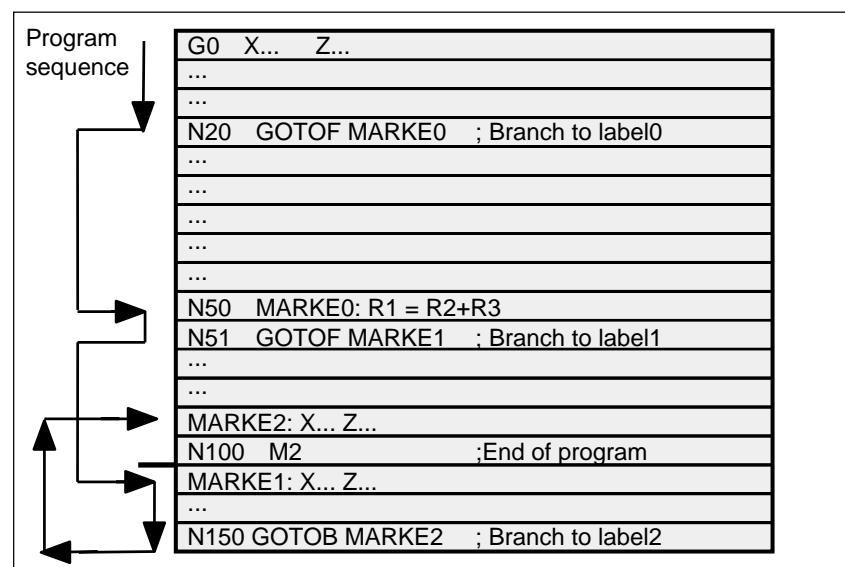 Program
sequence
G0 X... Z...
...
...
N20 GOTOF MARKE0 ; Branch to label0
...
...
...
...
...
N50 MARKE0: R1 = R2+R3
N51 GOTOF MARKE1 ; Branch to label1
...
...
MARKE2: X... Z...
N100 M2 ;End of program
MARKE1: X... Z...
...
N150 GOTOB MARKE2 ; Branch to label2